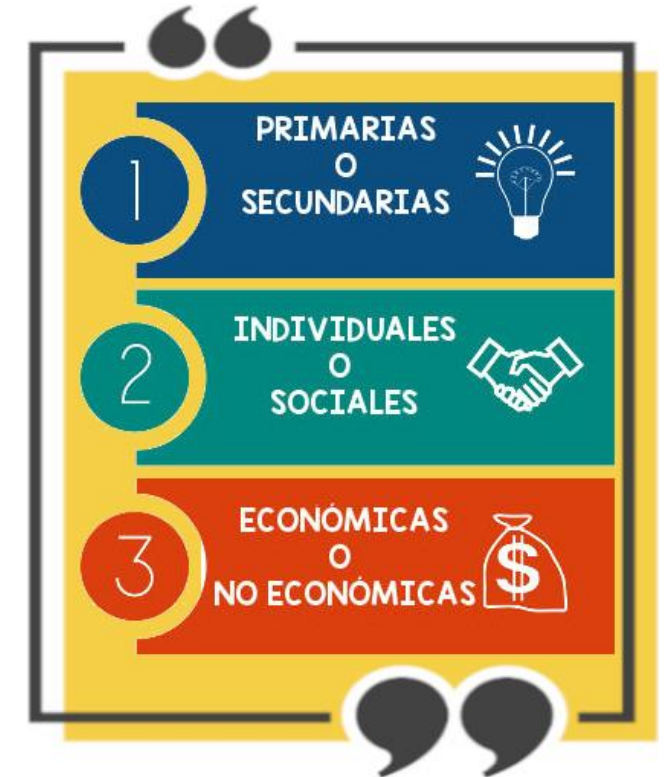 1
PRIMARIAS
O
SECUNDARIAS
2
INDIVIDUALES
O
SOCIALES
3
ECONÓMICAS
O
NO ECONÓMICAS
$